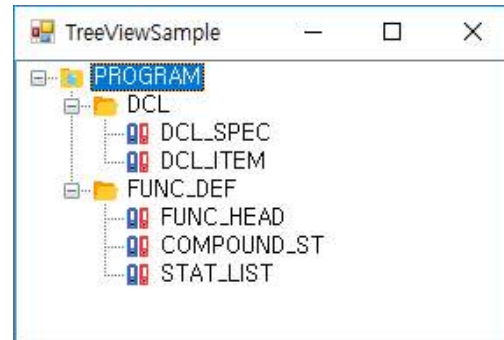 TreeViewSample
PROGRAM
DCL
DCL_SPEC
DCL_ITEM
FUNC_DEF
FUNC_HEAD
COMPOUND_ST
STAT_LIST